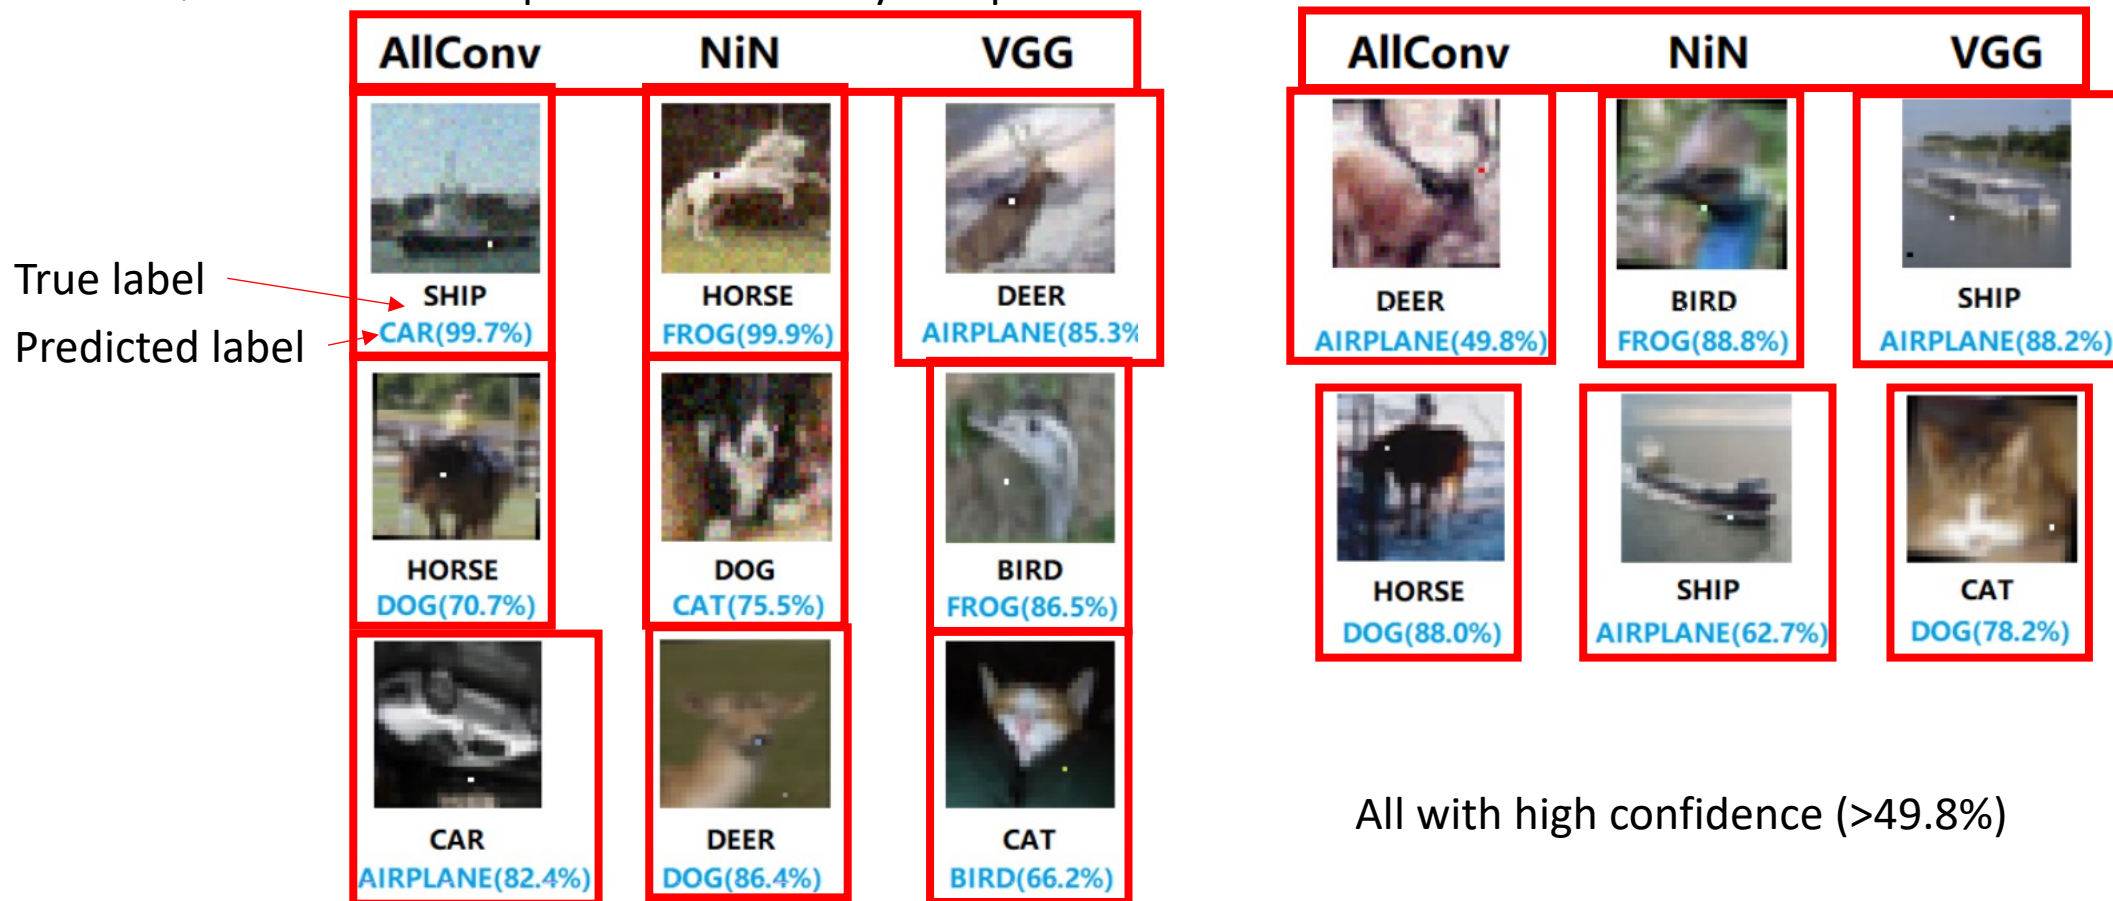 AllConv NiN VGG
SHIP HORSE DEER
CAR(99.7%) FROG(99.9%) AIRPLANE(85.3%
HORSE DOG BIRD
DOG(70.7%) CAT(75.5%) FROG(86.5%)
CAR DEER CAT
AIRPLANE(82.4%) DOG(86.4%) BIRD(66.2%)
True label
Predicted label
AllConv NiN VGG
DEER BIRD SHIP
AIRPLANE(49.8%) FROG(88.8%) AIRPLANE(88.2%)
HORSE SHIP CAT
DOG(88.0%) AIRPLANE(62.7%) DOG(78.2%)
All with high confidence (>49.8%)